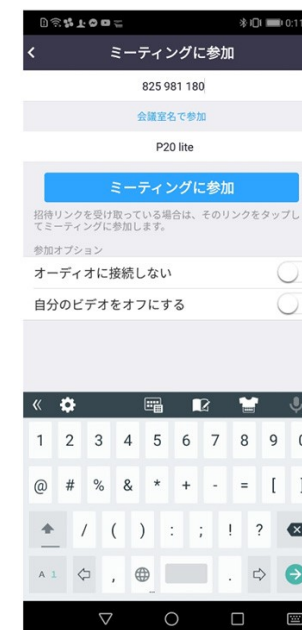 0:11
ミーティングに参加
825 981 180
会議室名で参加
P20 lite
ミーティングに参加
招待リンクを受け取っている場合は、そのリンクをタップし
てミーティングに参加します。
参加オプション
オーディオに接続しない
自分のビデオをオフにする
1 2 3 4 5 6 7 8 9 0
@ # % & * + - = [ ]
/ ( ) : ; ! ?
A 1 , .